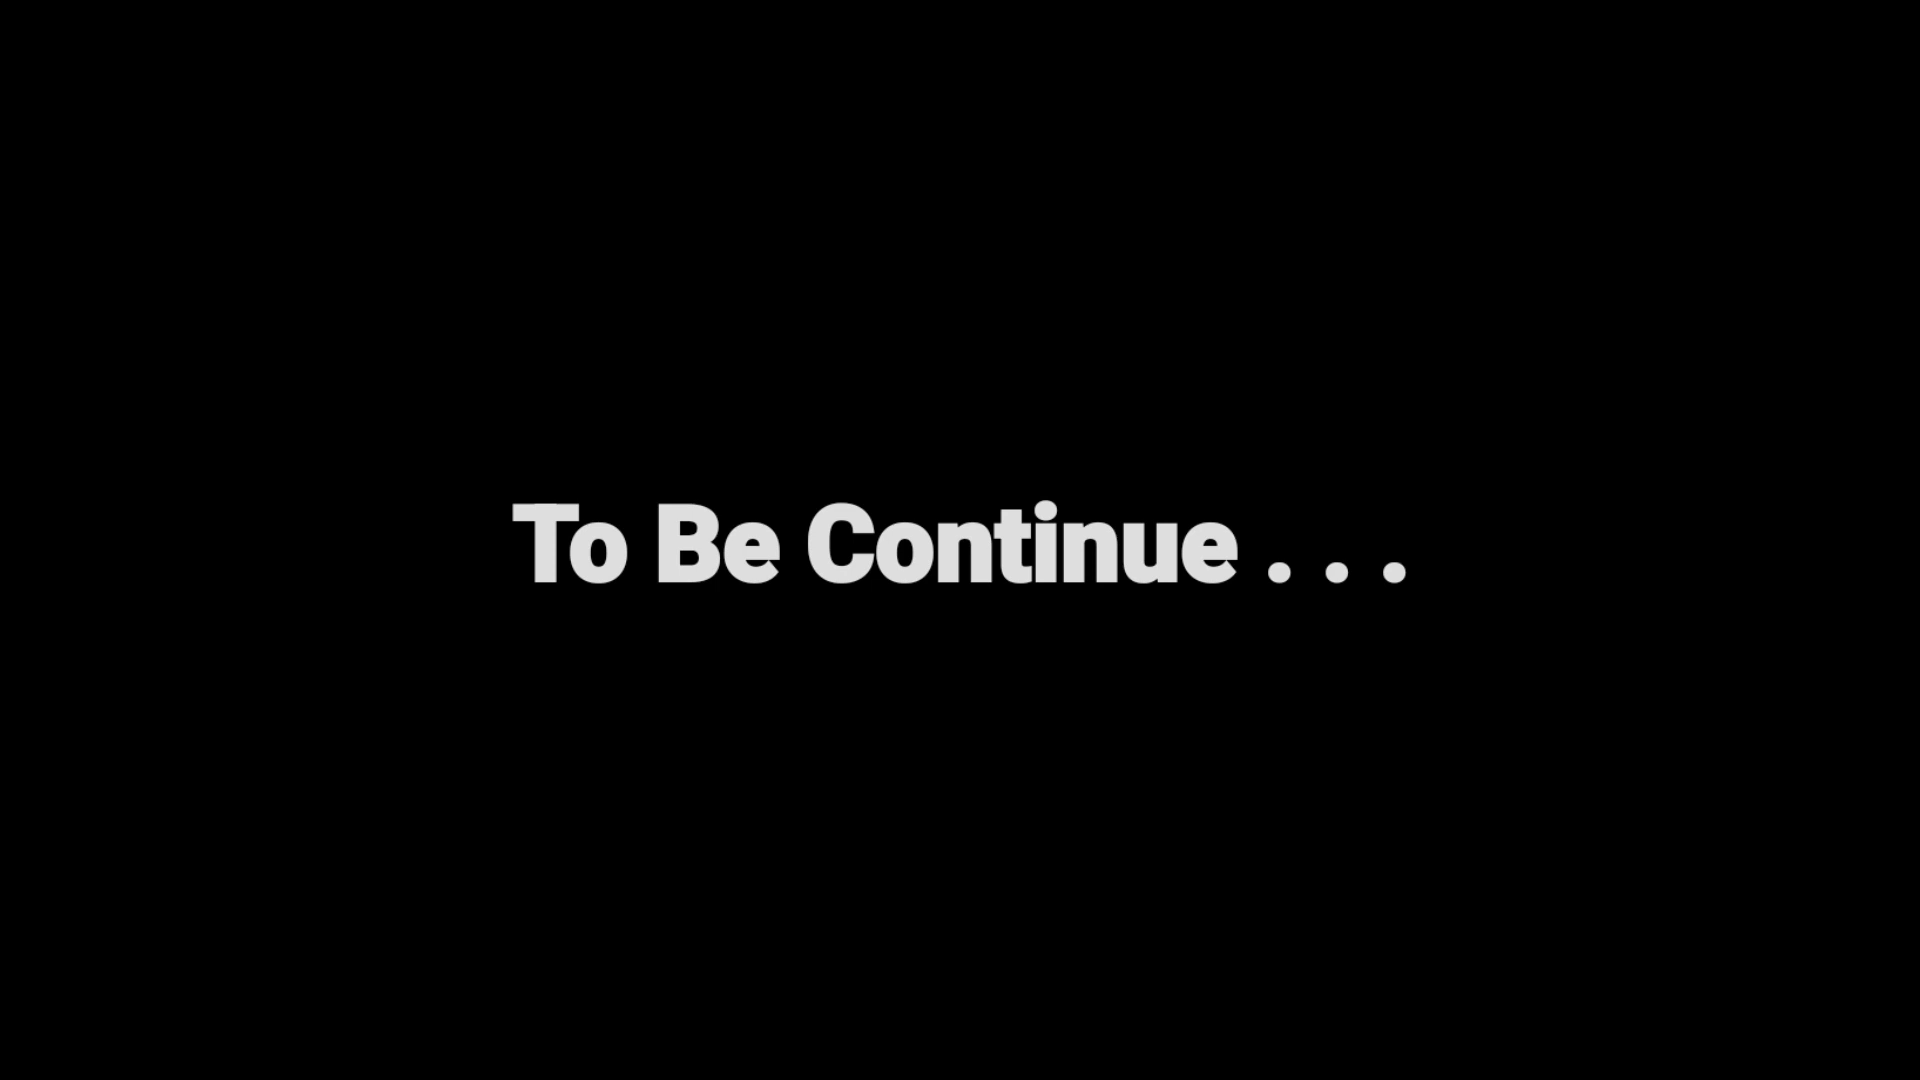 To Be Continue . . .